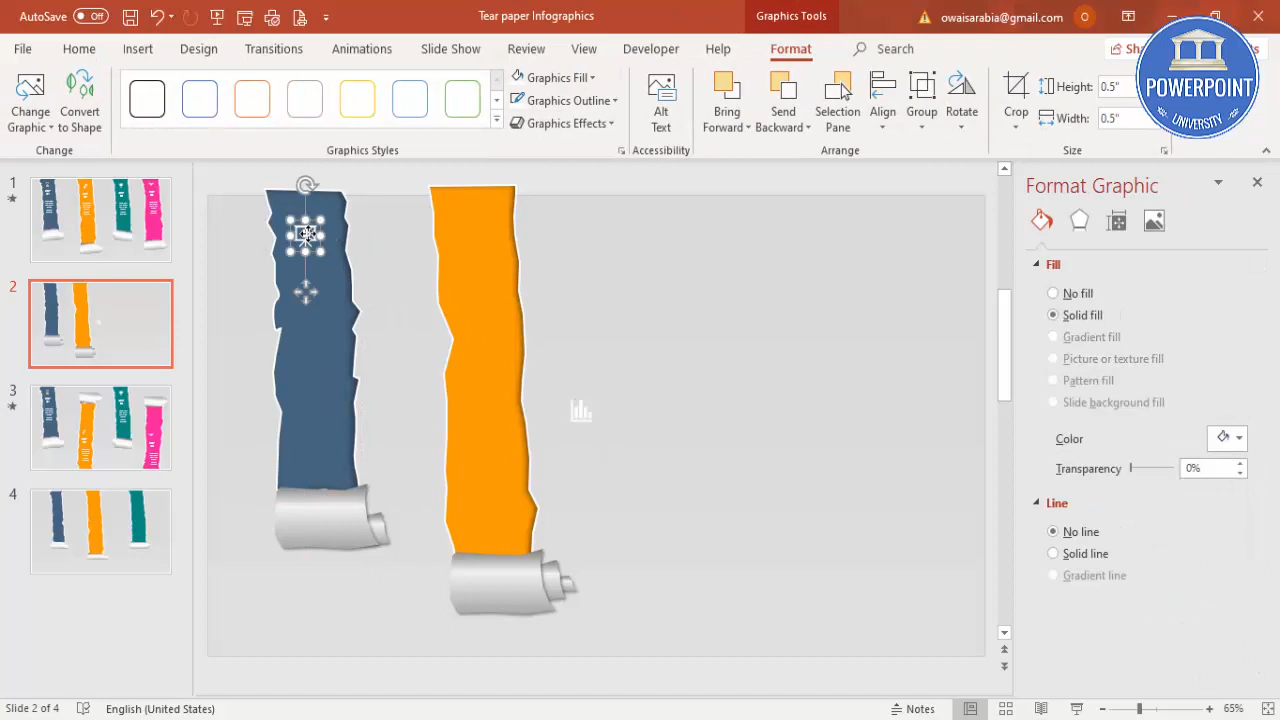 AutoSave Off
Tear paper Infographics
Graphics Tools
owaisarabia@gmail.com
O
File Home Insert Design Transitions Animations Slide Show Review View Developer Help Format Search
Change Graphic
Convert to Shape
Change
Graphics Fill
Graphics Outline
Graphics Effects
Graphics Styles
Alt Text
Accessibility
Bring Forward
Send Backward
Selection Pane
Align
Group
Rotate
Arrange
Crop
Height: 0.5"
Width: 0.5"
Size
POWERPOINT
UNIVERSITY
1
2
3
4
Format Graphic
Fill
No fill
Solid fill
Gradient fill
Picture or texture fill
Pattern fill
Slide background fill
Color
Transparency 0%
Line
No line
Solid line
Gradient line
Slide 2 of 4
English (United States)
Notes
65%